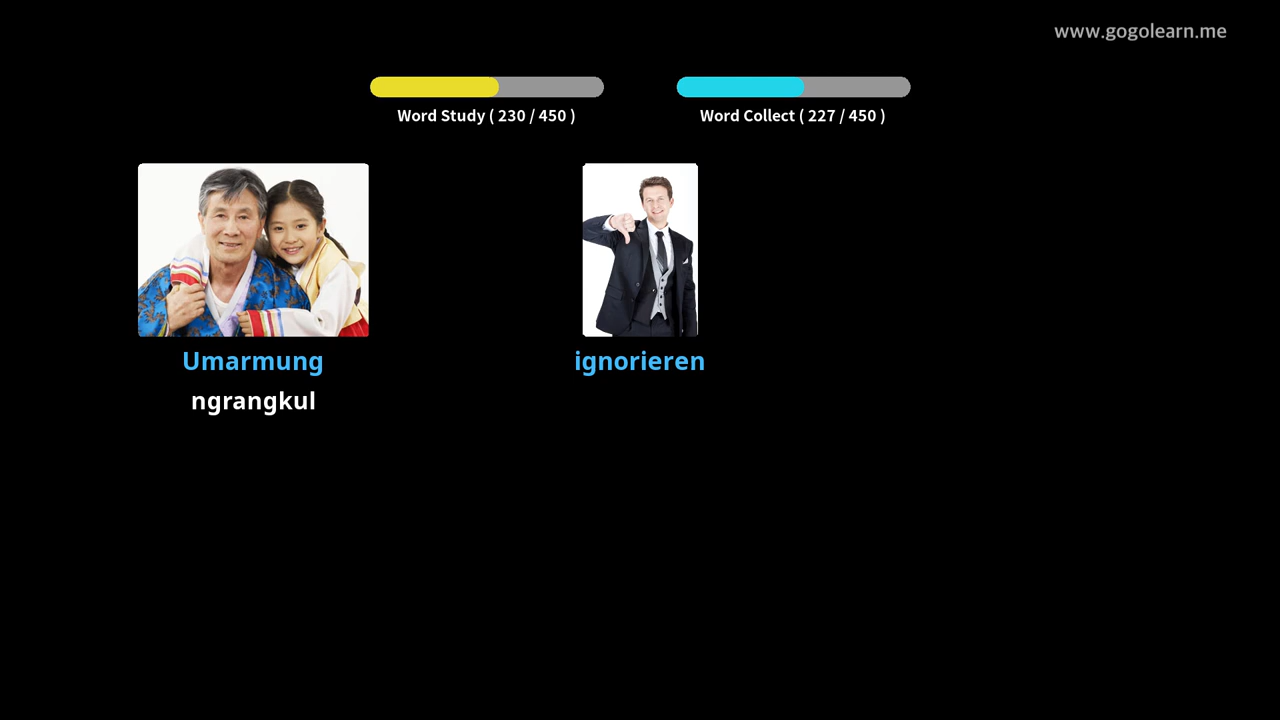 www.gogolearn.me
Word Study ( 230 / 450 )
Word Collect ( 227 / 450 )
Umarmung
ignorieren
ngrangkul